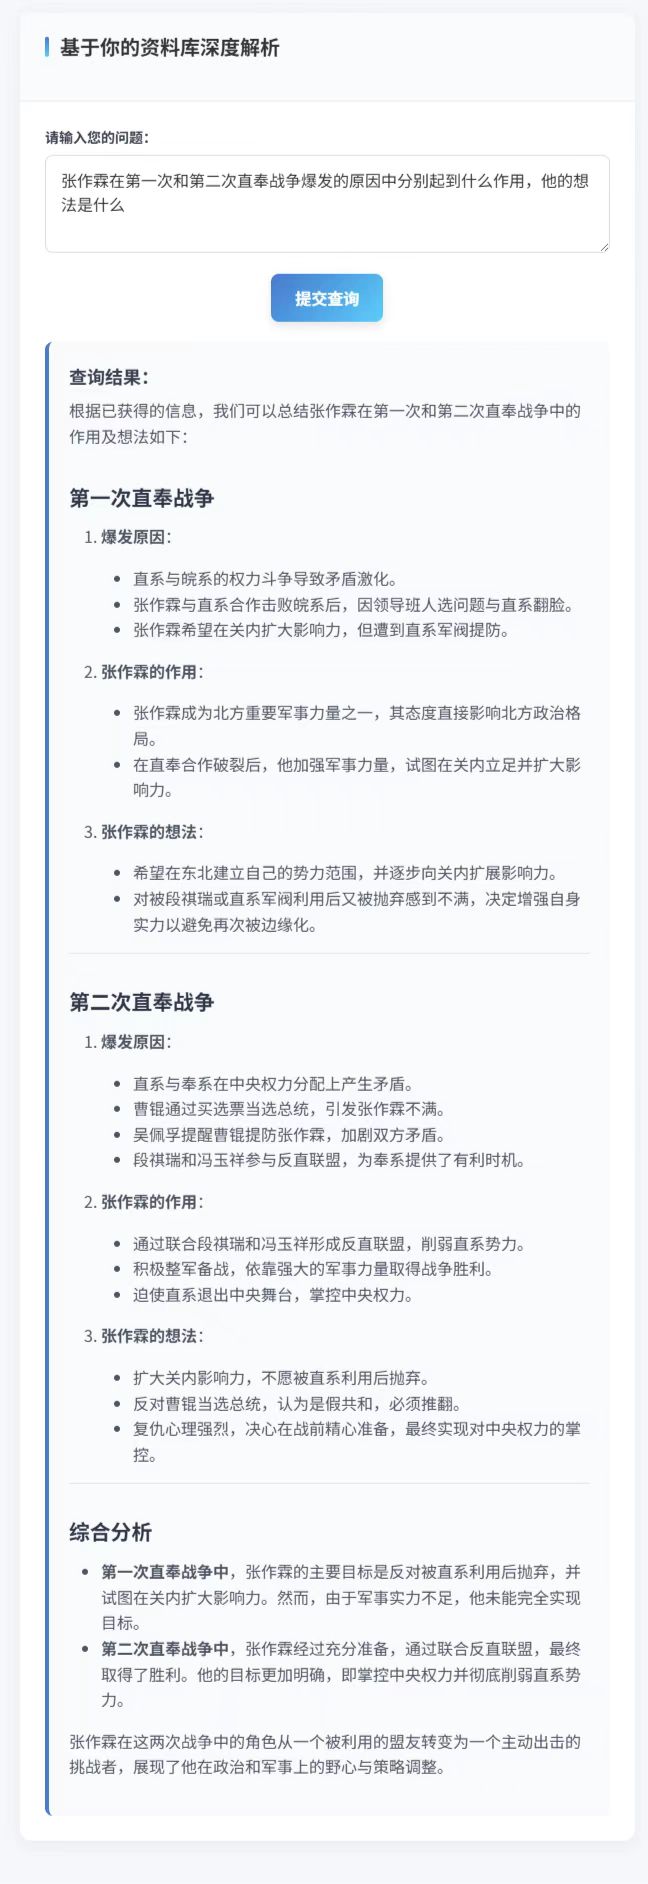 基于你的资料库深度解析
请输入您的问题：
张作霖在第一次和第二次直奉战争爆发的原因中分别起到什么作用，他的想
法是什么
提交查询
查询结果：
根据已获得的信息，我们可以总结张作霖在第一次和第二次直奉战争中的
作用及想法如下：
第一次直奉战争
1. 爆发原因：
• 直系与皖系的权力斗争导致矛盾激化。
• 张作霖与直系合作击败皖系后，因领导班人选问题与直系翻脸。
• 张作霖希望在关内扩大影响力，但遭到直系军阀提防。
2. 张作霖的作用：
• 张作霖成为北方重要军事力量之一，其态度直接影响北方政治格
局。
• 在直奉合作破裂后，他加强军事力量，试图在关内立足并扩大影
响力。
3. 张作霖的想法：
• 希望在东北建立自己的势力范围，并逐步向关内扩展影响力。
• 对被段祺瑞或直系军阀利用后又被抛弃感到不满，决定增强自身
实力以避免再次被边缘化。
第二次直奉战争
1. 爆发原因：
• 直系与奉系在中央权力分配上产生矛盾。
• 曹锟通过买选票当选总统，引发张作霖不满。
• 吴佩孚提醒曹锟提防张作霖，加剧双方矛盾。
• 段祺瑞和冯玉祥参与反直联盟，为奉系提供了有利时机。
2. 张作霖的作用：
• 通过联合段祺瑞和冯玉祥形成反直联盟，削弱直系势力。
• 积极整军备战，依靠强大的军事力量取得战争胜利。
• 迫使直系退出中央舞台，掌控中央权力。
3. 张作霖的想法：
• 扩大关内影响力，不愿被直系利用后抛弃。
• 反对曹锟当选总统，认为是假共和，必须推翻。
• 复仇心理强烈，决心在战前精心准备，最终实现对中央权力的掌
控。
综合分析
• 第一次直奉战争中，张作霖的主要目标是反对被直系利用后抛弃，并
试图在关内扩大影响力。然而，由于军事实力不足，他未能完全实现
目标。
• 第二次直奉战争中，张作霖经过充分准备，通过联合反直联盟，最终
取得了胜利。他的目标更加明确，即掌控中央权力并彻底削弱直系势
力。
张作霖在这两次战争中的角色从一个被利用的盟友转变为一个主动出击的
挑战者，展现了他在政治和军事上的野心与策略调整。